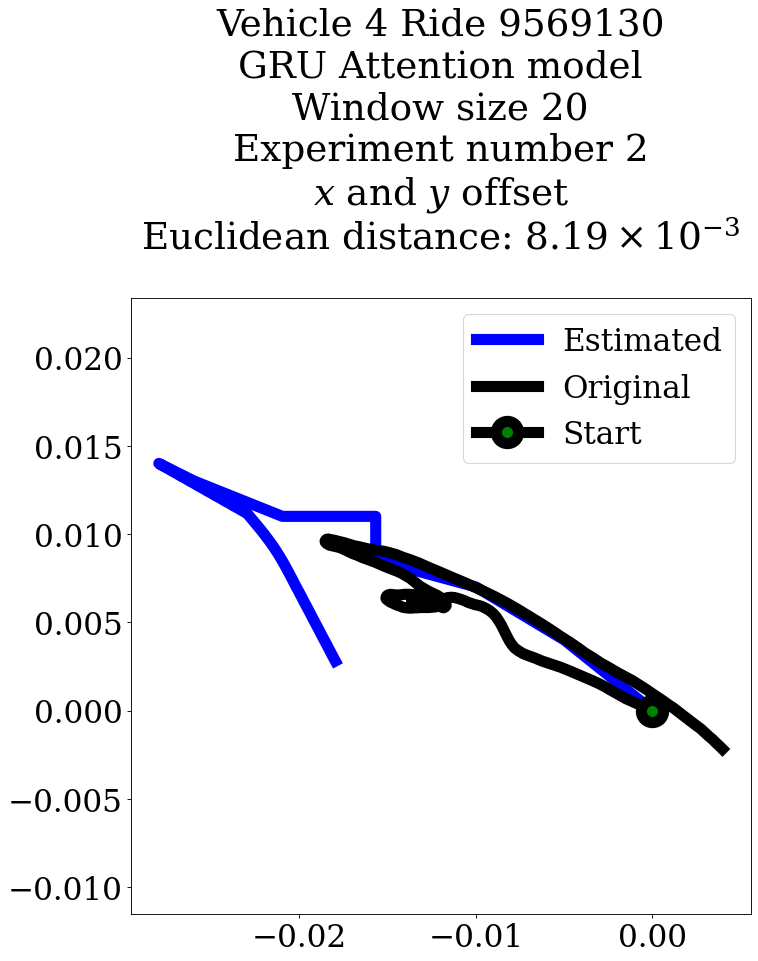 Vehicle 4 Ride 9569130
GRU Attention model
Window size 20
Experiment number 2
x and y offset
Euclidean distance: 8.19 × 10⁻³
Estimated
Original
Start
0.020
0.015
0.010
0.005
0.000
−0.005
−0.010
−0.02 −0.01 0.00